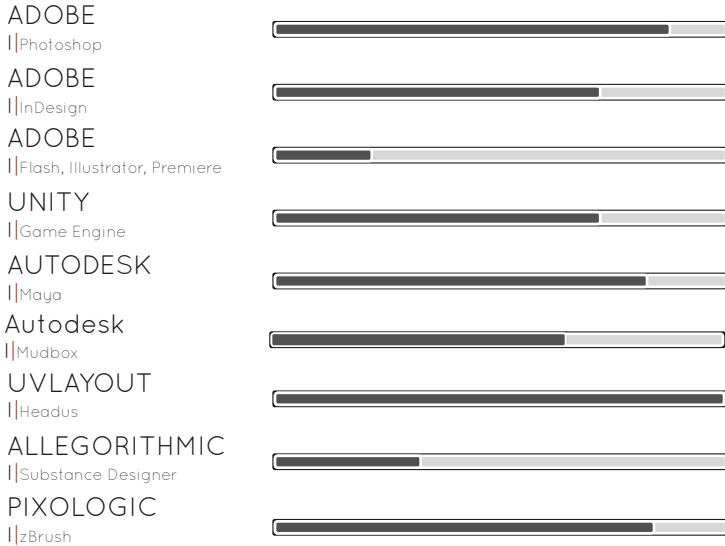 ADOBE
Photoshop
ADOBE
InDesign
ADOBE
Flash, Illustrator, Premiere
UNITY
Game Engine
AUTODESK
Maya
Autodesk
Mudbox
UVLAYOUT
Headus
ALLEGORITHMIC
Substance Designer
PIXOLOGIC
zBrush